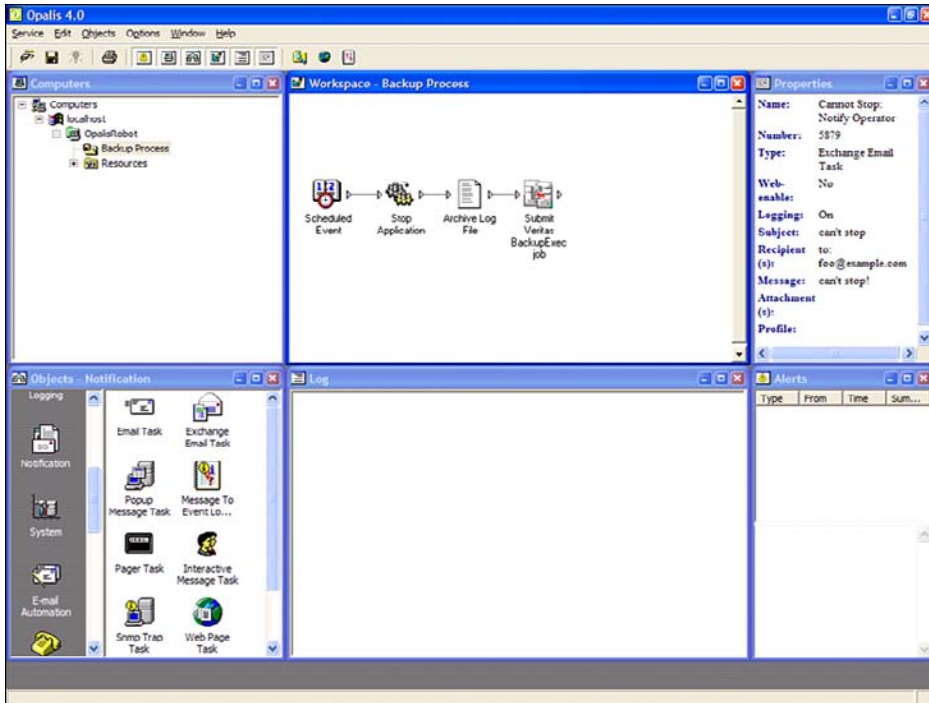 Opalis 4.0
Service Edit Objects Options Window Help
Computers
Computers
localhost
OpalisRobot
Backup Process
Resources
Workspace - Backup Process
Scheduled
Event
Stop
Application
Archive Log
File
Submit
Veritas
BackupExec
job
Properties
Name: Cannot Stop:
Notify Operator
Number: 5879
Type: Exchange Email
Task
Web-
enable: No
Logging: On
Subject: can't stop
Recipient
(s): to:
foo@example.com
Message: can't stop!
Attachment
(s):
Profile:
Objects - Notification
Logging
Notification
System
E-mail
Automation
Email Task
Exchange
Email Task
Popup
Message Task
Message To
Event Lo...
Pager Task
Interactive
Message Task
Snmp Trap
Task
Web Page
Task
Log
Alerts
Type From Time Sum...